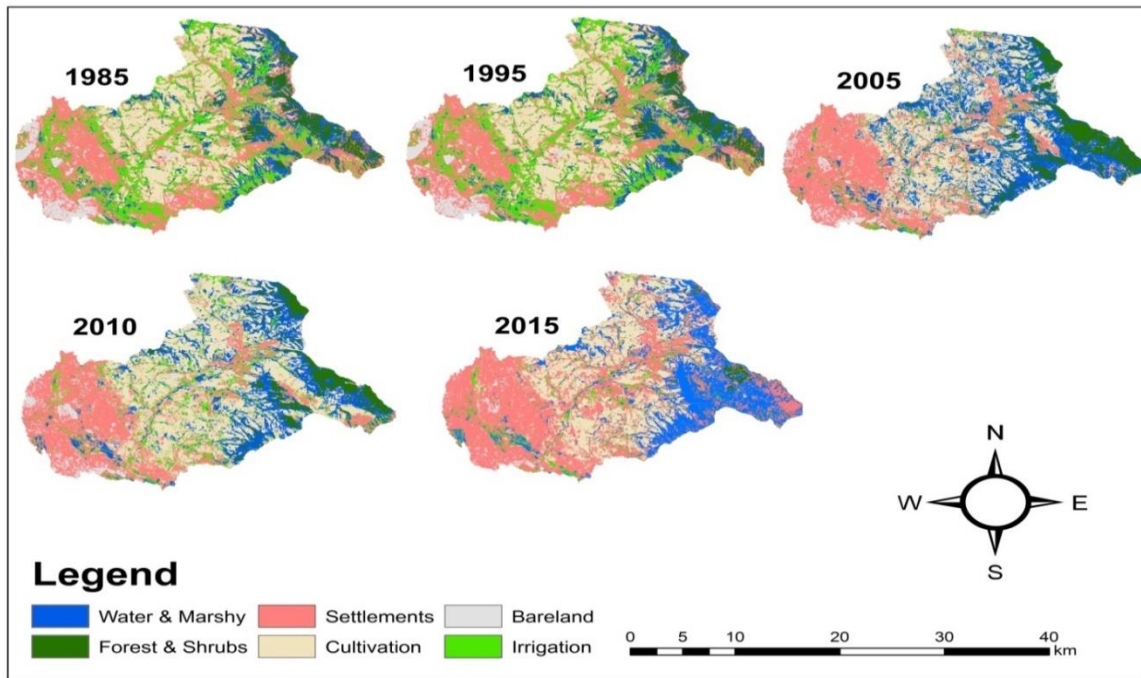 1985
1995
2005
2010
2015
N
W
E
S
Legend
Water & Marshy
Settlements
Bareland
Forest & Shrubs
Cultivation
Irrigation
0 5 10 20 30 40
km